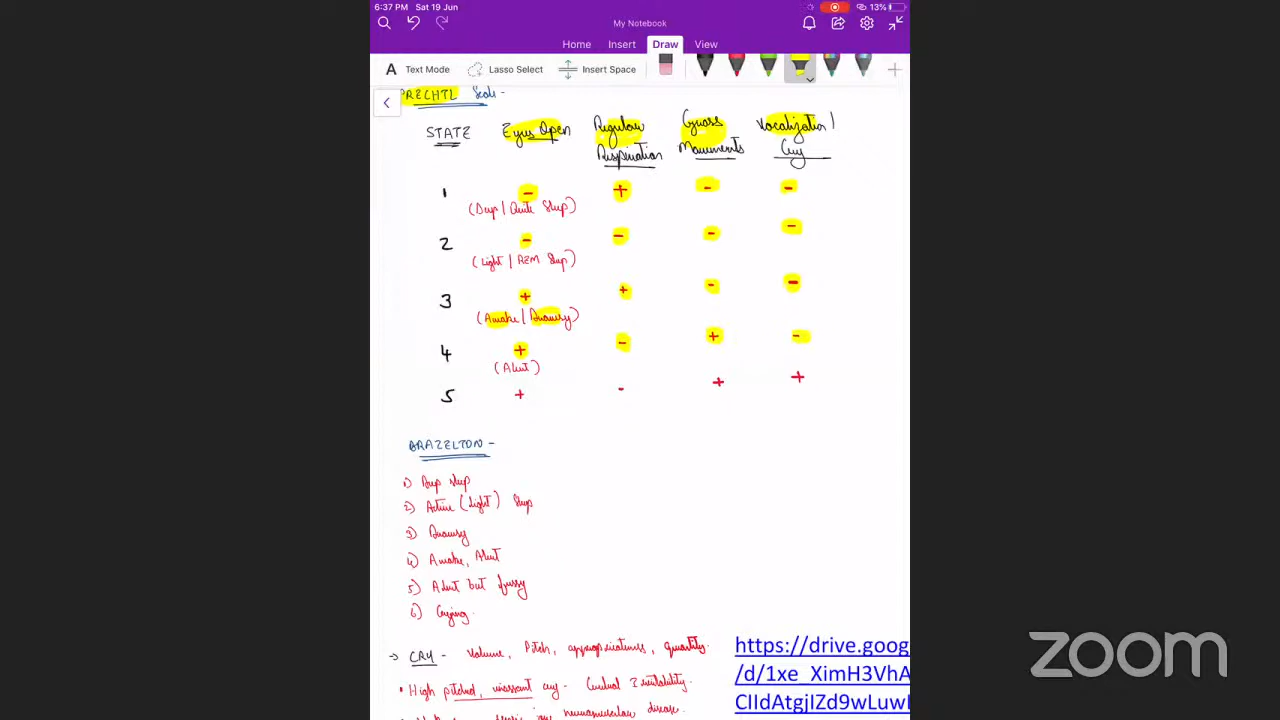 6:37 PM Sat 19 Jun
13%
My Notebook
Home Insert Draw View
Text Mode Lasso Select Insert Space
PRECHTL Scale -
STATE Eyes Open Regular Respiration Gross Movements Vocalization/ Cry
1 - + - -
(Deep / Quite Sleep)
2 - - - -
(Light / REM Sleep)
3 + + - -
(Awake / Drowsy)
4 + - + -
(Alert)
5 + - + +
BRAZELTON -
1) Deep sleep
2) Active (Light) Sleep
3) Drowsy
4) Awake, Alert
5) Alert but fussy
6) Crying.
→ CRY - Volume, Pitch, appropriateness, quantity.
• High pitched, incessant cry - Cerebral Irritability.
neuromuscular disease.
https://drive.goog
/d/1xe_XimH3VhA
CIIdAtgjIZd9wLuwI
zoom